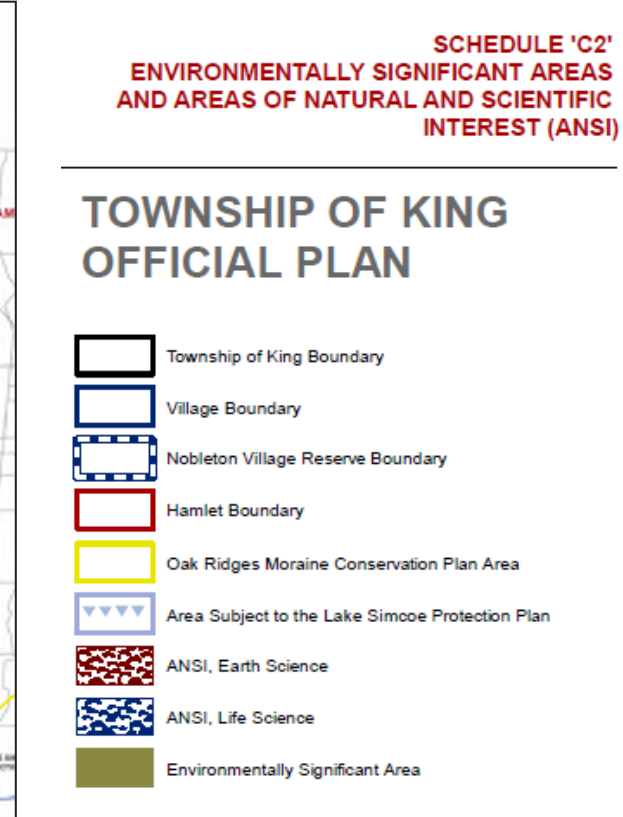 SCHEDULE 'C2'
ENVIRONMENTALLY SIGNIFICANT AREAS
AND AREAS OF NATURAL AND SCIENTIFIC
INTEREST (ANSI)
TOWNSHIP OF KING
OFFICIAL PLAN
Township of King Boundary
Village Boundary
Nobleton Village Reserve Boundary
Hamlet Boundary
Oak Ridges Moraine Conservation Plan Area
Area Subject to the Lake Simcoe Protection Plan
ANSI, Earth Science
ANSI, Life Science
Environmentally Significant Area